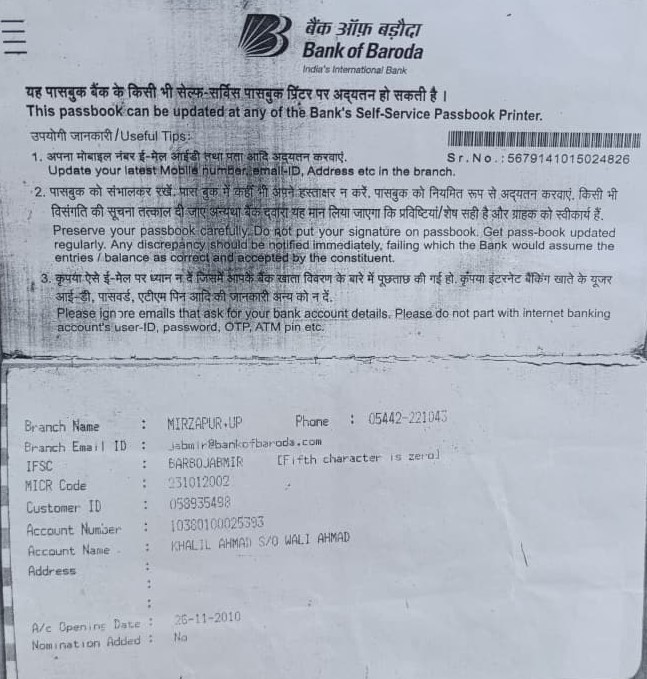 बैंक ऑफ़ बड़ौदा
Bank of Baroda
India's International Bank
यह पासबुक बैंक के किसी भी सेल्फ-सर्विस पासबुक प्रिंटर पर अद्यतन हो सकती है।
This passbook can be updated at any of the Bank's Self-Service Passbook Printer.
उपयोगी जानकारी/Useful Tips:
Sr.No.:5679141015024826
1. अपना मोबाइल नंबर ई-मेल आईडी तथा पता आदि अद्यतन करवाएं.
Update your latest Mobile number, email-ID, Address etc in the branch.
2. पासबुक को संभालकर रखें. पास बुक में कहीं भी अपने हस्ताक्षर न करें. पासबुक को नियमित रूप से अद्यतन करवाएं. किसी भी
विसंगति की सूचना तत्काल दी जाए अन्यथा बैंक द्वारा यह मान लिया जाएगा कि प्रविष्टियां/शेष सही है और ग्राहक को स्वीकार्य हैं.
Preserve your passbook carefully. Do not put your signature on passbook. Get pass-book updated
regularly. Any discrepancy should be notified immediately, failing which the Bank would assume the
entries / balance as correct and accepted by the constituent.
3. कृपया ऐसे ई-मेल पर ध्यान न दें जिसमें आपके बैंक खाता विवरण के बारे में पूछताछ की गई हो. कृपया इंटरनेट बैंकिंग खाते के यूजर
आई-डी, पासवर्ड, एटीएम पिन आदि की जानकारी अन्य को न दें.
Please ignore emails that ask for your bank account details. Please do not part with internet banking
account's user-ID, password, OTP, ATM pin etc.
Branch Name : MIRZAPUR,UP Phone : 05442-221043
Branch Email ID : jabmir@bankofbaroda.com
IFSC : BARB0JABMIR [Fifth character is zero]
MICR Code : 231012002
Customer ID : 058935498
Account Number : 10380100025393
Account Name : KHALIL AHMAD S/O WALI AHMAD
Address :
:
:
A/c Opening Date : 26-11-2010
Nomination Added : No